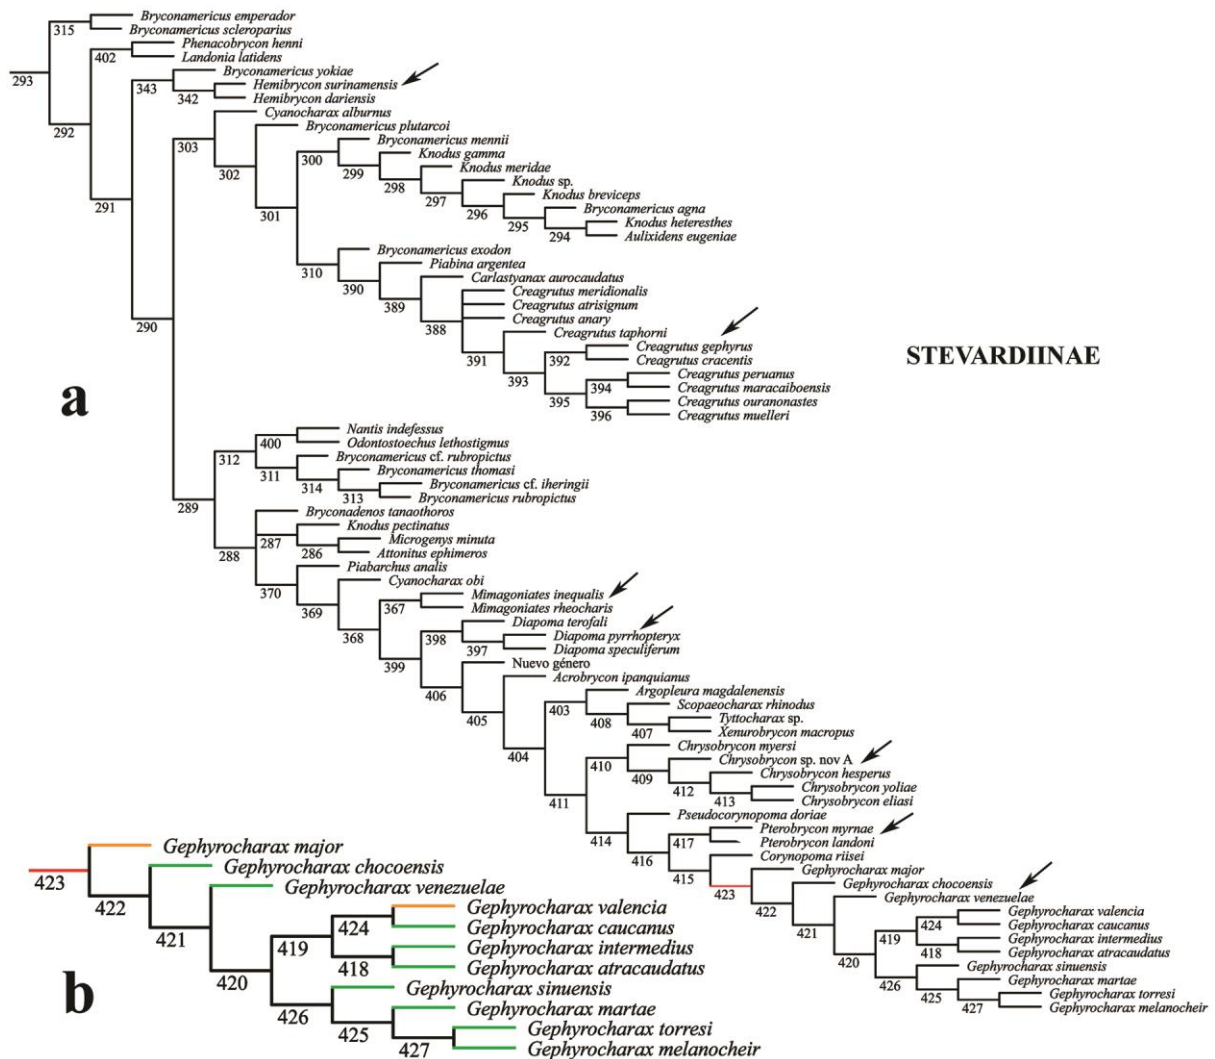 Bryconamericus emperador
315
Bryconamericus scleroparius
Phenacobrycon henni
402
Landonia latidens
293
Bryconamericus yokiae
343
Hemibrycon surinamensis
342
Hemibrycon dariensis
Cyanocharax alburnus
292
Bryconamericus plutarcoi
303
Bryconamericus mennii
300
Knodus gamma
302
299
Knodus meridae
298
Knodus sp.
297
Knodus breviceps
291
301
296
Bryconamericus agna
295
Knodus heteresthes
294
Aulixidens eugeniae
Bryconamericus exodon
310
Piabina argentea
390
Carlastyanax aurocaudatus
389
Creagrutus meridionalis
Creagrutus atrisignum
290
388
Creagrutus anary
Creagrutus taphorni
391
392
Creagrutus gephyrus
STEVARDIINAE
Creagrutus cracentis
393
Creagrutus peruanus
394
Creagrutus maracaiboensis
a
395
Creagrutus ouranonastes
396
Creagrutus muelleri
Nantis indefessus
400
Odontostoechus lethostigmus
312
Bryconamericus cf. rubropictus
311
Bryconamericus thomasi
314
Bryconamericus cf. iheringii
313
Bryconamericus rubropictus
289
Bryconadenos tanaothoros
Knodus pectinatus
287
Microgenys minuta
288
286
Attonitus ephimeros
Piabarchus analis
370
Cyanocharax obi
369
Mimagoniates inequalis
367
Mimagoniates rheocharis
368
Diapoma terofali
398
Diapoma pyrrhopteryx
397
Diapoma speculiferum
399
Nuevo género
Acrobrycon ipanquianus
406
Argopleura magdalenensis
405
403
Scopaeocharax rhinodus
408
Tyttocharax sp.
407
Xenurobrycon macropus
404
Chrysobrycon myersi
410
Chrysobrycon sp. nov A
409
Chrysobrycon hesperus
412
Chrysobrycon yoliae
411
413
Chrysobrycon eliasi
Pseudocorynopoma doriae
414
Pterobrycon myrnae
417
Pterobrycon landoni
416
Corynopoma riisei
415
Gephyrocharax major
423
Gephyrocharax chocoensis
422
Gephyrocharax venezuelae
421
Gephyrocharax valencia
424
Gephyrocharax caucanus
419
Gephyrocharax intermedius
418
Gephyrocharax atracaudatus
420
Gephyrocharax sinuensis
426
Gephyrocharax martae
425
Gephyrocharax torresi
427
Gephyrocharax melanocheir
Gephyrocharax major
423
Gephyrocharax chocoensis
422
Gephyrocharax venezuelae
421
Gephyrocharax valencia
424
Gephyrocharax caucanus
419
Gephyrocharax intermedius
418
Gephyrocharax atracaudatus
420
b
Gephyrocharax sinuensis
426
Gephyrocharax martae
425
Gephyrocharax torresi
427
Gephyrocharax melanocheir